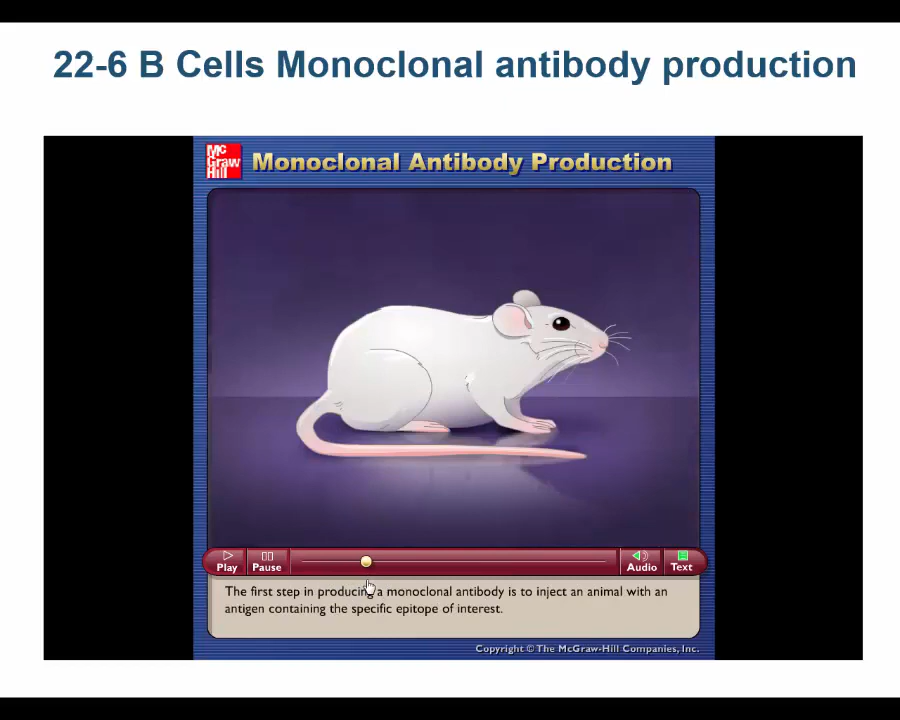 22-6 B Cells Monoclonal antibody production
Mc
Graw
Hill
Monoclonal Antibody Production
Play
Pause
Audio
Text
The first step in producing a monoclonal antibody is to inject an animal with an
antigen containing the specific epitope of interest.
Copyright © The McGraw-Hill Companies, Inc.